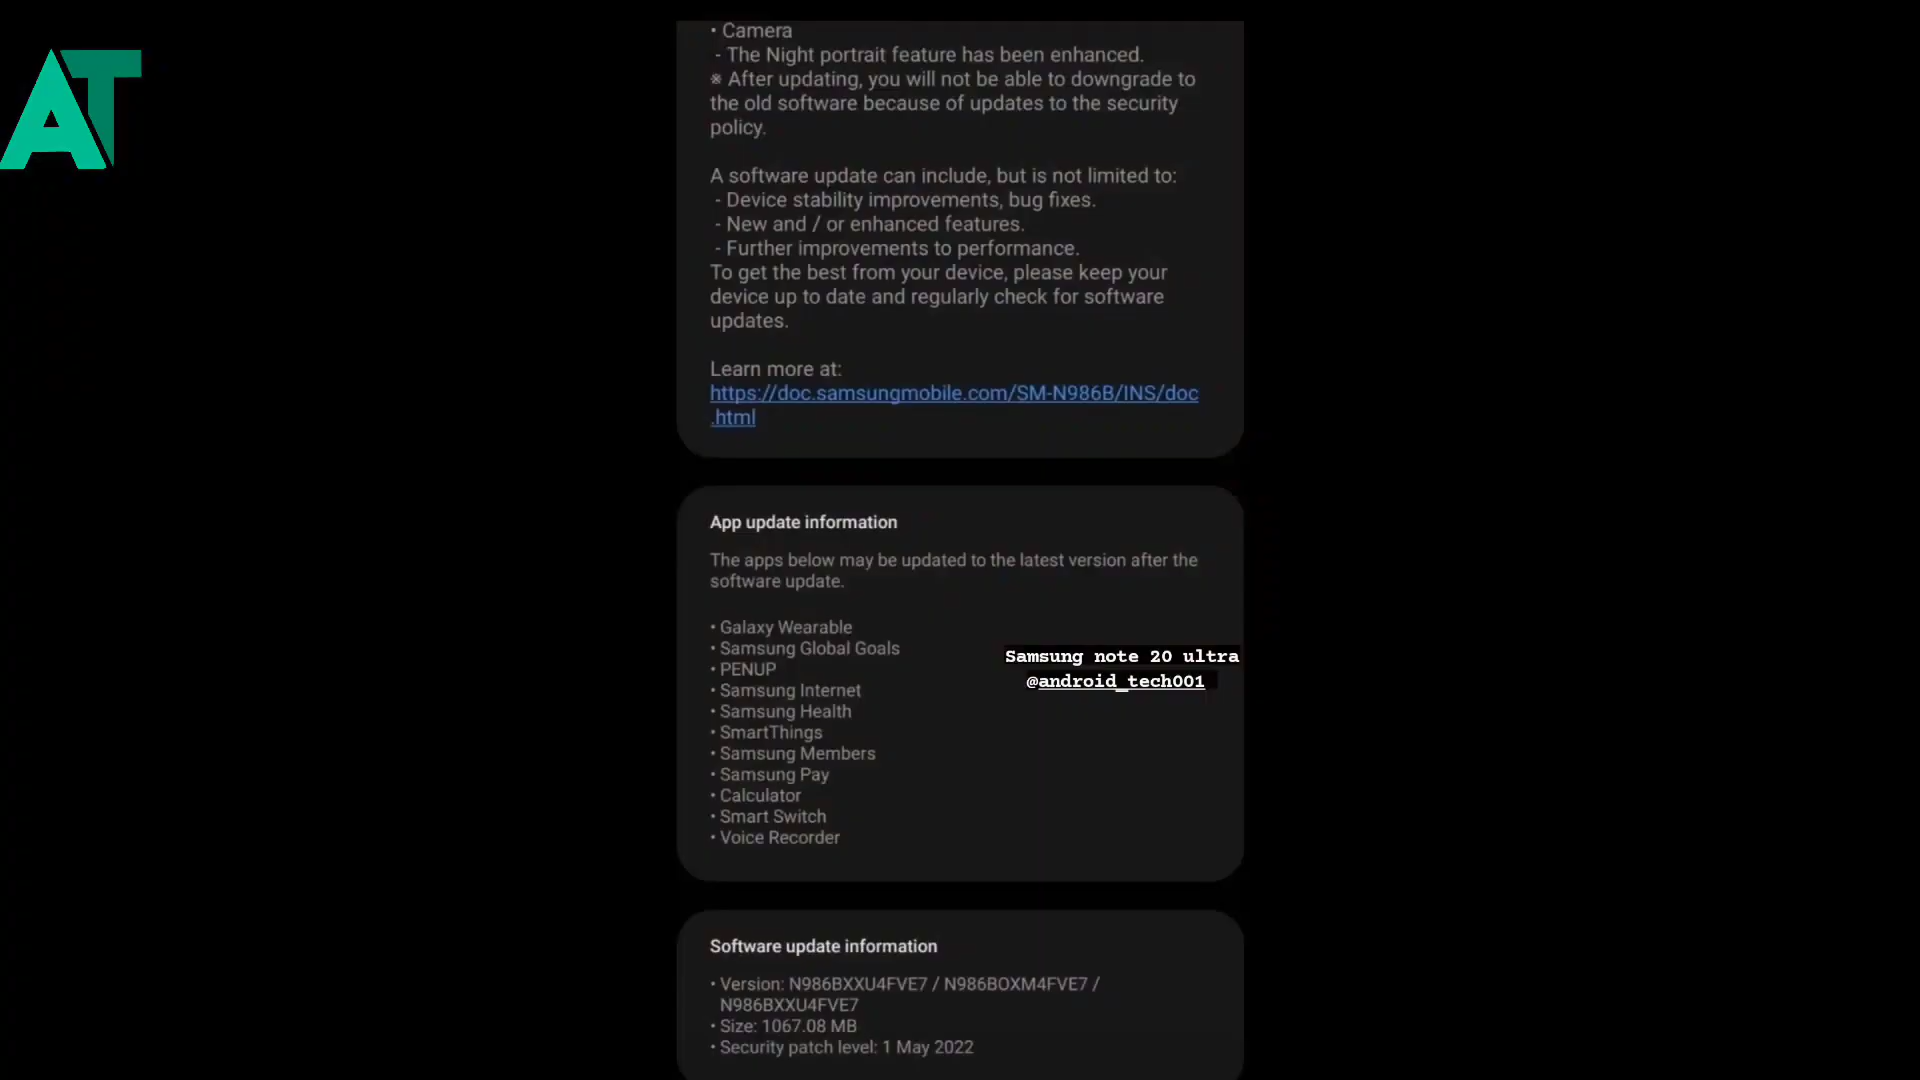 AT
• Camera
- The Night portrait feature has been enhanced.
※ After updating, you will not be able to downgrade to
the old software because of updates to the security
policy.
A software update can include, but is not limited to:
- Device stability improvements, bug fixes.
- New and / or enhanced features.
- Further improvements to performance.
To get the best from your device, please keep your
device up to date and regularly check for software
updates.
Learn more at:
https://doc.samsungmobile.com/SM-N986B/INS/doc
.html
App update information
The apps below may be updated to the latest version after the
software update.
• Galaxy Wearable
• Samsung Global Goals
• PENUP
• Samsung Internet
• Samsung Health
• SmartThings
• Samsung Members
• Samsung Pay
• Calculator
• Smart Switch
• Voice Recorder
Samsung note 20 ultra
@android_tech001
Software update information
• Version: N986BXXU4FVE7 / N986BOXM4FVE7 /
N986BXXU4FVE7
• Size: 1067.08 MB
• Security patch level: 1 May 2022